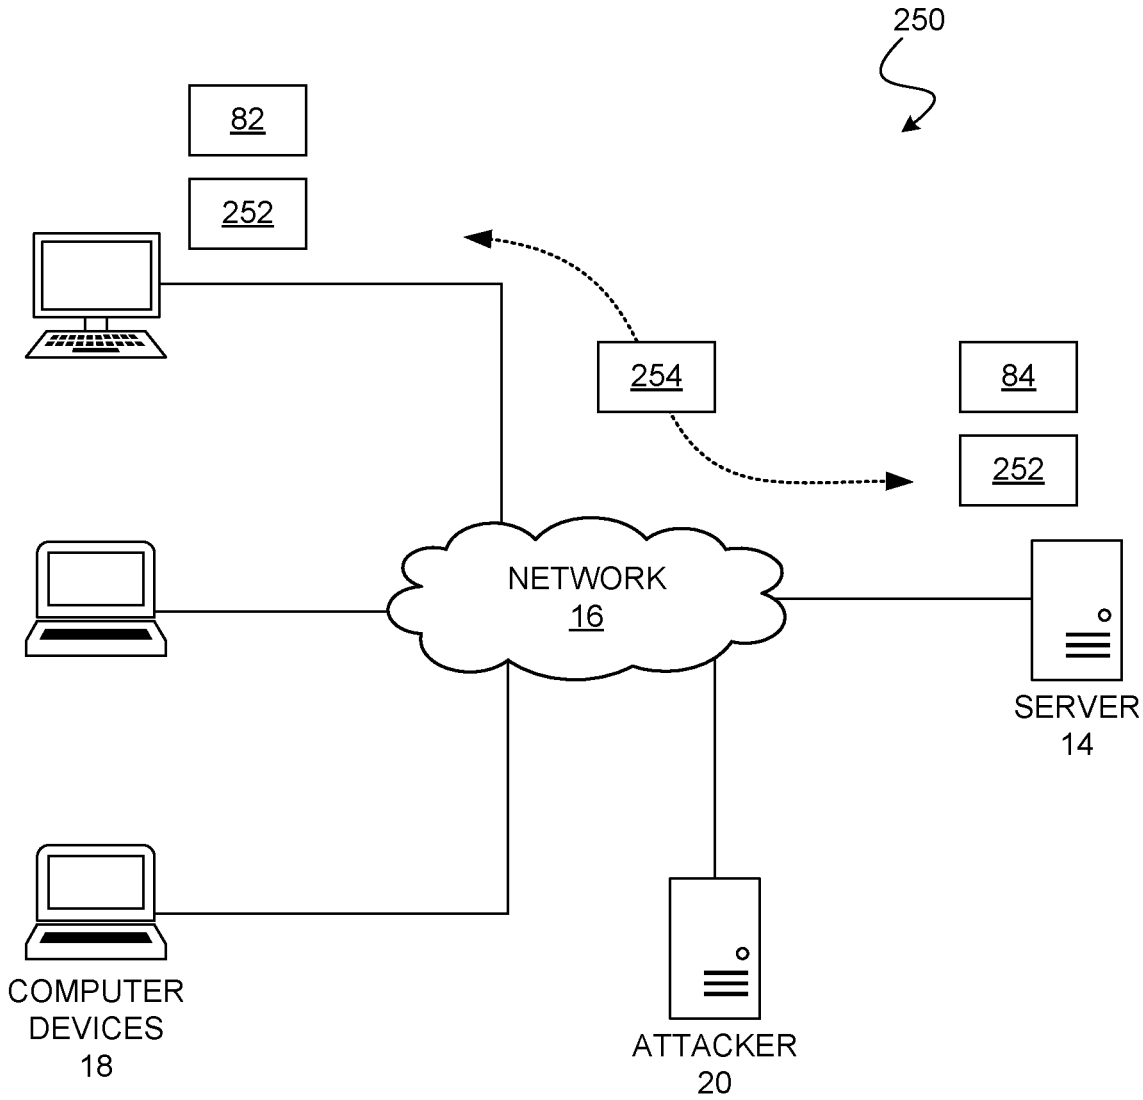 250
82
252
254
84
252
NETWORK
16
SERVER
14
COMPUTER
DEVICES
18
ATTACKER
20